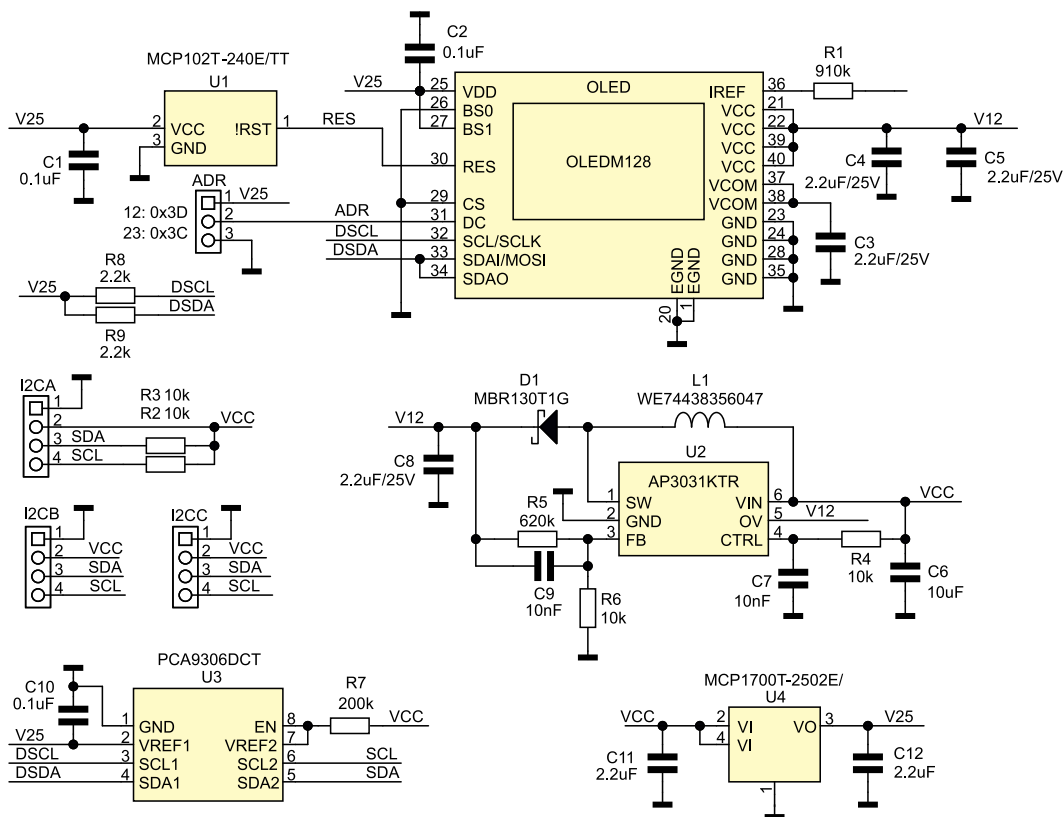 C2
0.1uF
MCP102T-240E/TT
U1
V25
2
VCC
3
GND
!RST
1
RES
C1
0.1uF
V25
OLED
OLEDM128
25 VDD
26 BS0
27 BS1
30 RES
29 CS
31 DC
32 SCL/SCLK
33 SDAI/MOSI
34 SDAO
IREF 36
VCC 21
VCC 22
VCC 39
VCC 40
VCOM 37
VCOM 38
GND 23
GND 24
GND 28
GND 35
EGND 20
EGND 1
R1
910k
V12
C4
2.2uF/25V
C5
2.2uF/25V
C3
2.2uF/25V
ADR
1 V25
12: 0x3D 2
23: 0x3C 3
ADR
DSCL
DSDA
R8
2.2k
V25
DSCL
DSDA
R9
2.2k
I2CA
1
2
3 SDA
4 SCL
R3 10k
R2 10k
VCC
I2CB
1
2 VCC
3 SDA
4 SCL
I2CC
1
2 VCC
3 SDA
4 SCL
D1
MBR130T1G
L1
WE74438356047
V12
C8
2.2uF/25V
U2
AP3031KTR
1 SW
2 GND
3 FB
VIN 6
OV 5
CTRL 4
VCC
V12
R5
620k
C9
10nF
R6
10k
C7
10nF
R4
10k
C6
10uF
PCA9306DCT
U3
C10
0.1uF
V25
DSCL
DSDA
1 GND
2 VREF1
3 SCL1
4 SDA1
EN 8
VREF2 7
SCL2 6
SDA2 5
R7
200k
VCC
SCL
SDA
MCP1700T-2502E/
U4
VCC
2 VI
4 VI
VO 3
1
V25
C11
2.2uF
C12
2.2uF